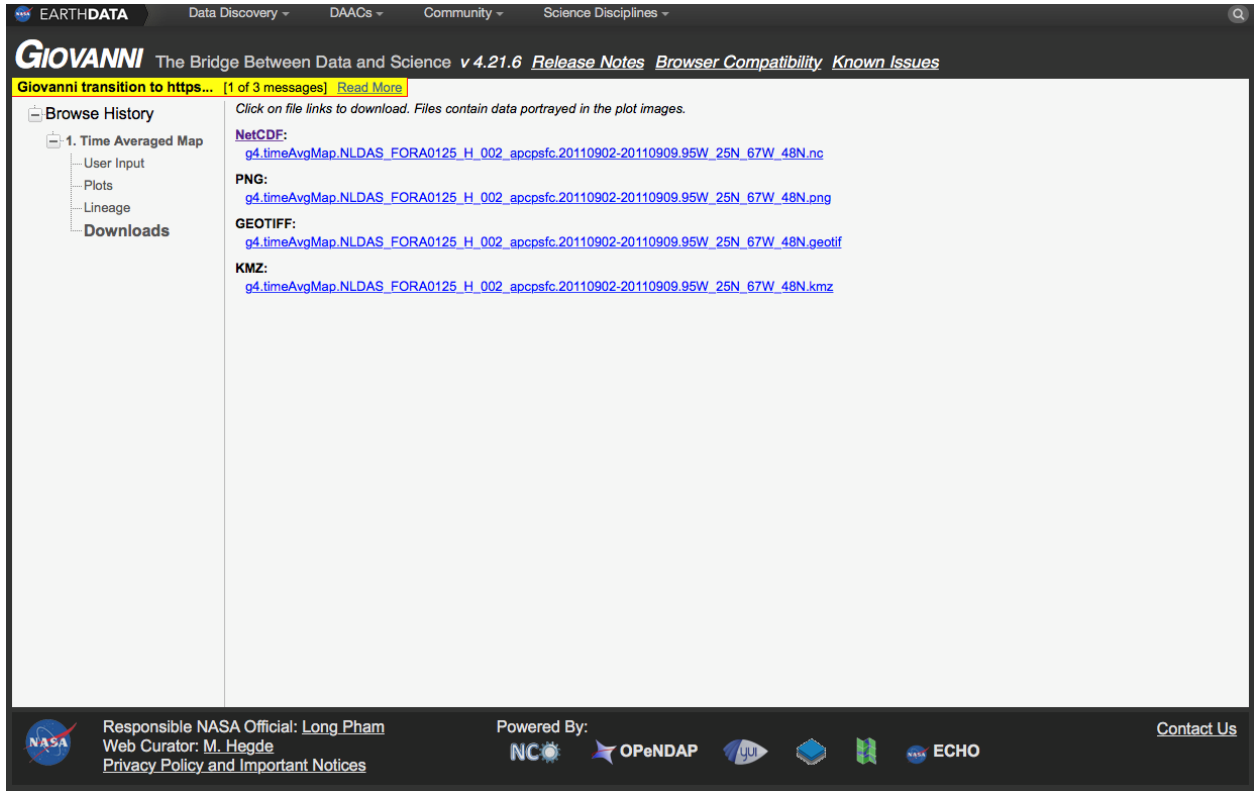 EARTHDATA Data Discovery DAACs Community Science Disciplines
GIOVANNI The Bridge Between Data and Science v 4.21.6 Release Notes Browser Compatibility Known Issues
Giovanni transition to https... [1 of 3 messages] Read More
Browse History
1. Time Averaged Map
User Input
Plots
Lineage
Downloads
Click on file links to download. Files contain data portrayed in the plot images.
NetCDF:
g4.timeAvgMap.NLDAS_FORA0125_H_002_apcpsfc.20110902-20110909.95W_25N_67W_48N.nc
PNG:
g4.timeAvgMap.NLDAS_FORA0125_H_002_apcpsfc.20110902-20110909.95W_25N_67W_48N.png
GEOTIFF:
g4.timeAvgMap.NLDAS_FORA0125_H_002_apcpsfc.20110902-20110909.95W_25N_67W_48N.geotif
KMZ:
g4.timeAvgMap.NLDAS_FORA0125_H_002_apcpsfc.20110902-20110909.95W_25N_67W_48N.kmz
NASA
Responsible NASA Official: Long Pham
Web Curator: M. Hegde
Privacy Policy and Important Notices
Powered By:
NCO OPeNDAP YUI ECHO
Contact Us